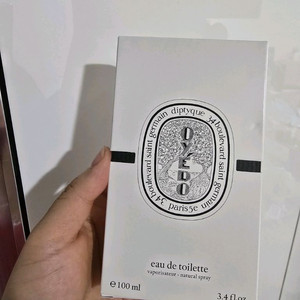 diptyque 34 boulevard saint germain paris 5e 34 boulevard saint germain
OYEDO
eau de toilette
vaporisateur - natural spray
℮ 100 ml 3.4 fl oz